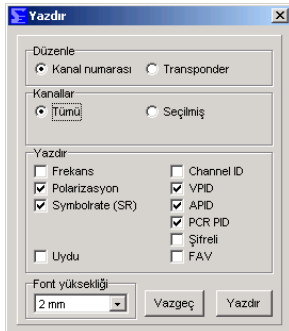 Yazdır
Düzenle
Kanal numarası Transponder
Kanallar
Tümü Seçilmiş
Yazdır
Frekans Channel ID
Polarizasyon VPID
Symbolrate (SR) APID
PCR PID
Şifreli
Uydu FAV
Font yüksekliği
2 mm Vazgeç Yazdır